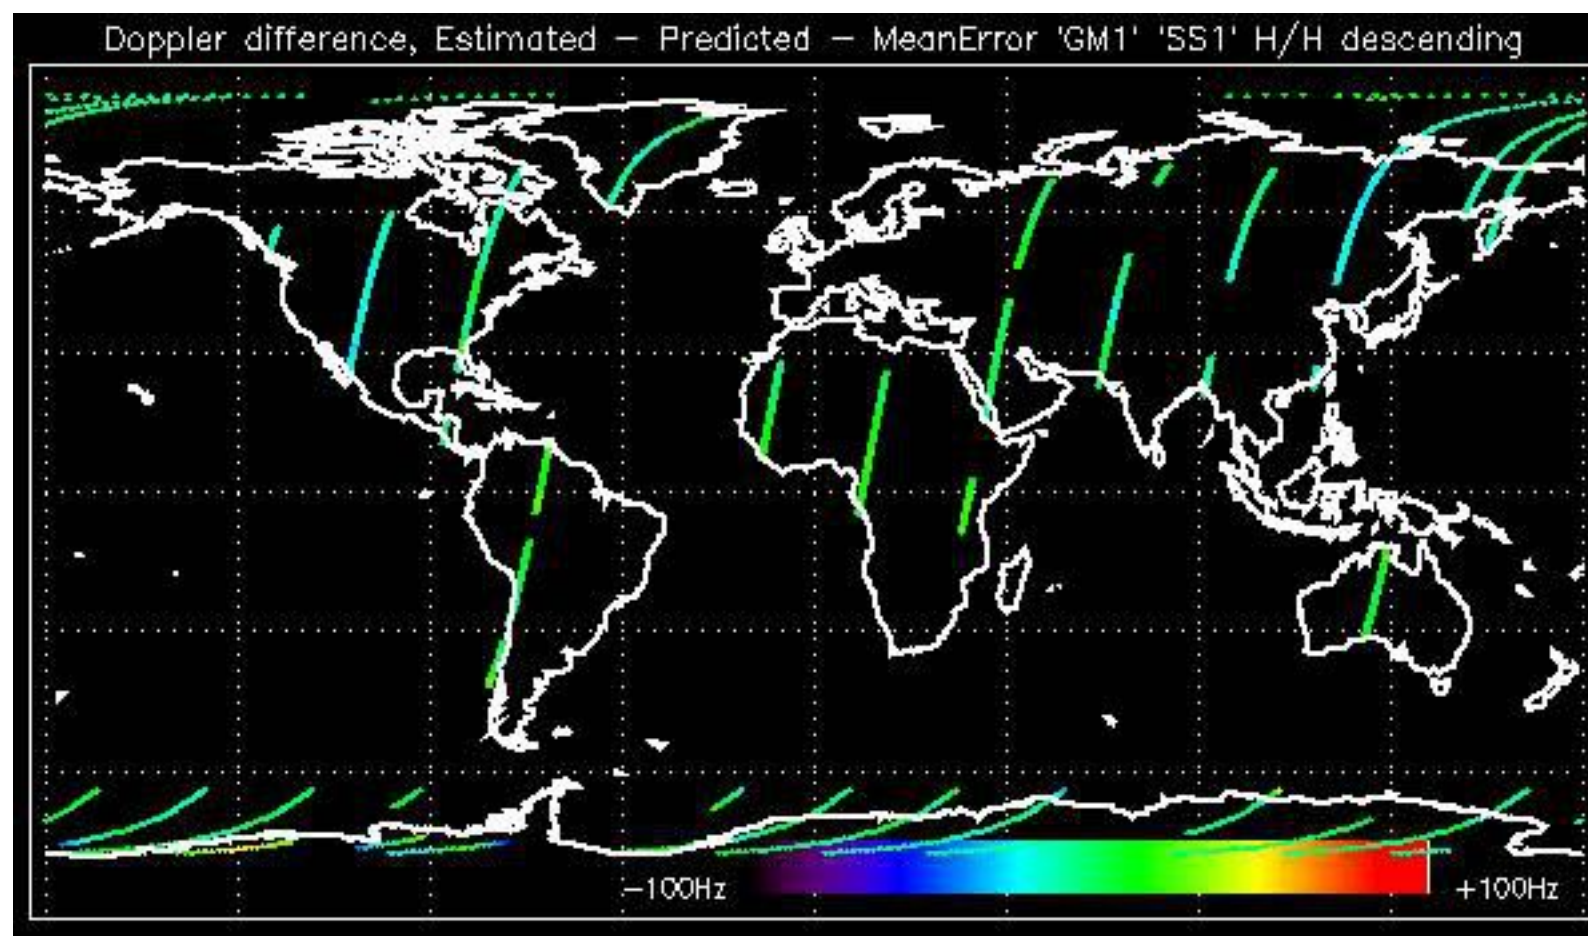 Doppler difference, Estimated – Predicted – MeanError 'GM1' 'SS1' H/H descending
–100Hz +100Hz